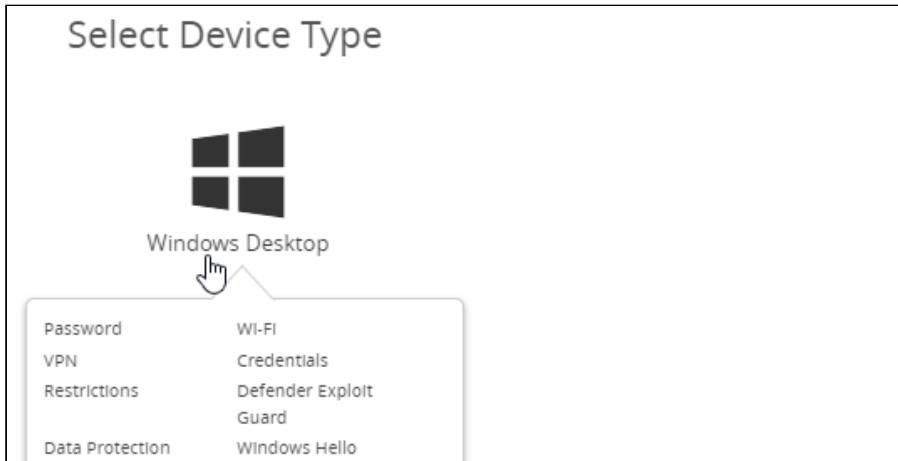 Select Device Type
Windows Desktop
Password
Wi-Fi
VPN
Credentials
Restrictions
Defender Exploit
Guard
Data Protection
Windows Hello